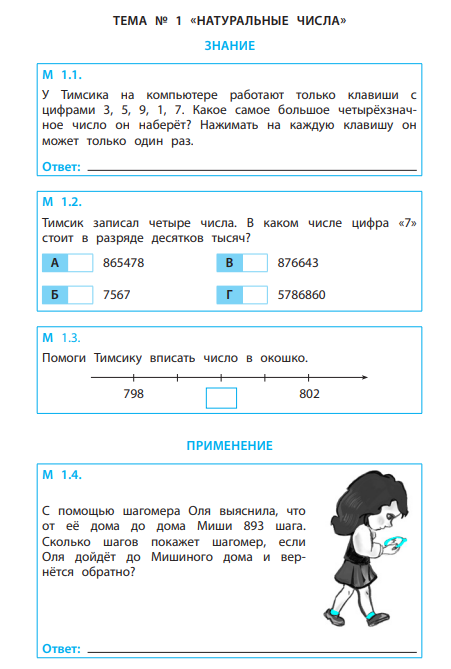 ТЕМА № 1 «НАТУРАЛЬНЫЕ ЧИСЛА»
ЗНАНИЕ
М 1.1.
У Тимсика на компьютере работают только клавиши с
цифрами 3, 5, 9, 1, 7. Какое самое большое четырёхзнач-
ное число он наберёт? Нажимать на каждую клавишу он
может только один раз.
Ответ:
М 1.2.
Тимсик записал четыре числа. В каком числе цифра «7»
стоит в разряде десятков тысяч?
А 865478 В 876643
Б 7567 Г 5786860
М 1.3.
Помоги Тимсику вписать число в окошко.
798 802
ПРИМЕНЕНИЕ
М 1.4.
С помощью шагомера Оля выяснила, что
от её дома до дома Миши 893 шага.
Сколько шагов покажет шагомер, если
Оля дойдёт до Мишиного дома и вер-
нётся обратно?
Ответ: